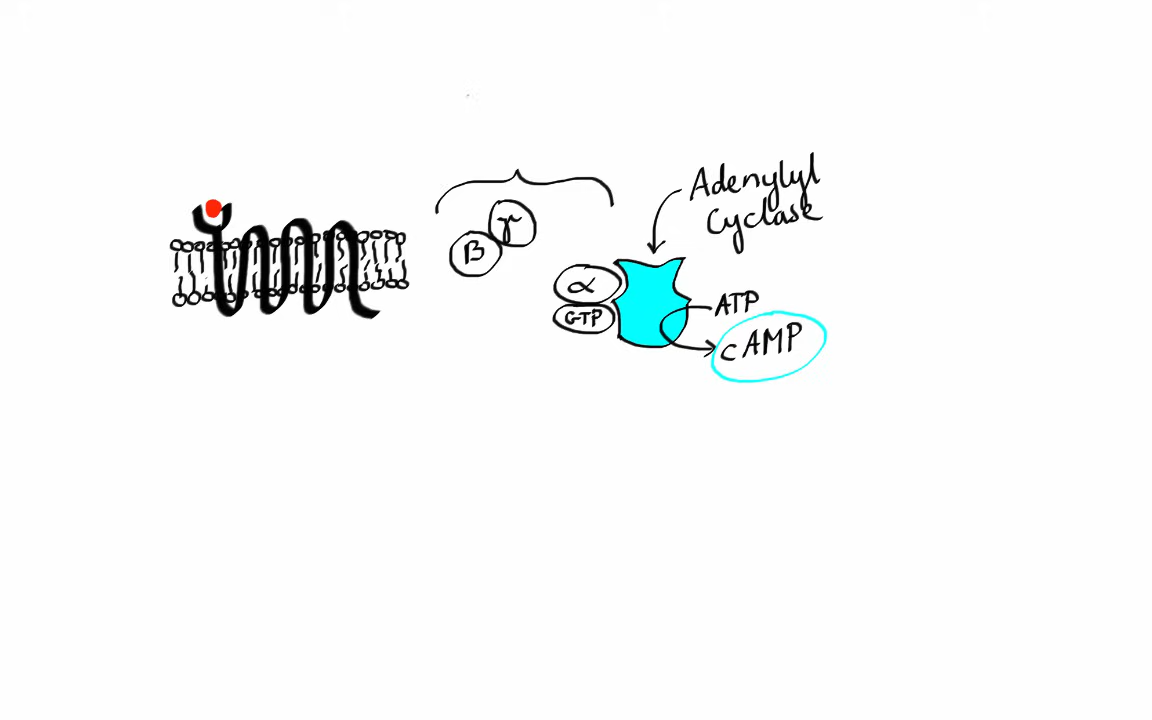 Adenylyl
Cyclase
γ
β
α
GTP
ATP
cAMP